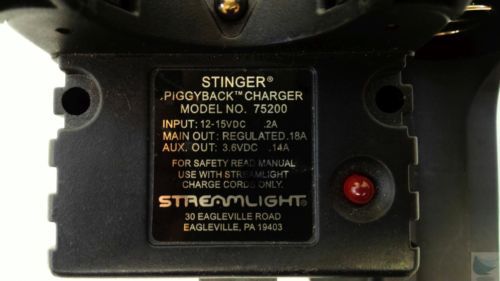 STINGER®
PIGGYBACK™ CHARGER
MODEL NO. 75200
INPUT: 12-15VDC .2A
MAIN OUT: REGULATED .18A
AUX. OUT: 3.6VDC .14A
FOR SAFETY READ MANUAL
USE WITH STREAMLIGHT
CHARGE CORDS ONLY.
STREAMLIGHT®
30 EAGLEVILLE ROAD
EAGLEVILLE, PA 19403